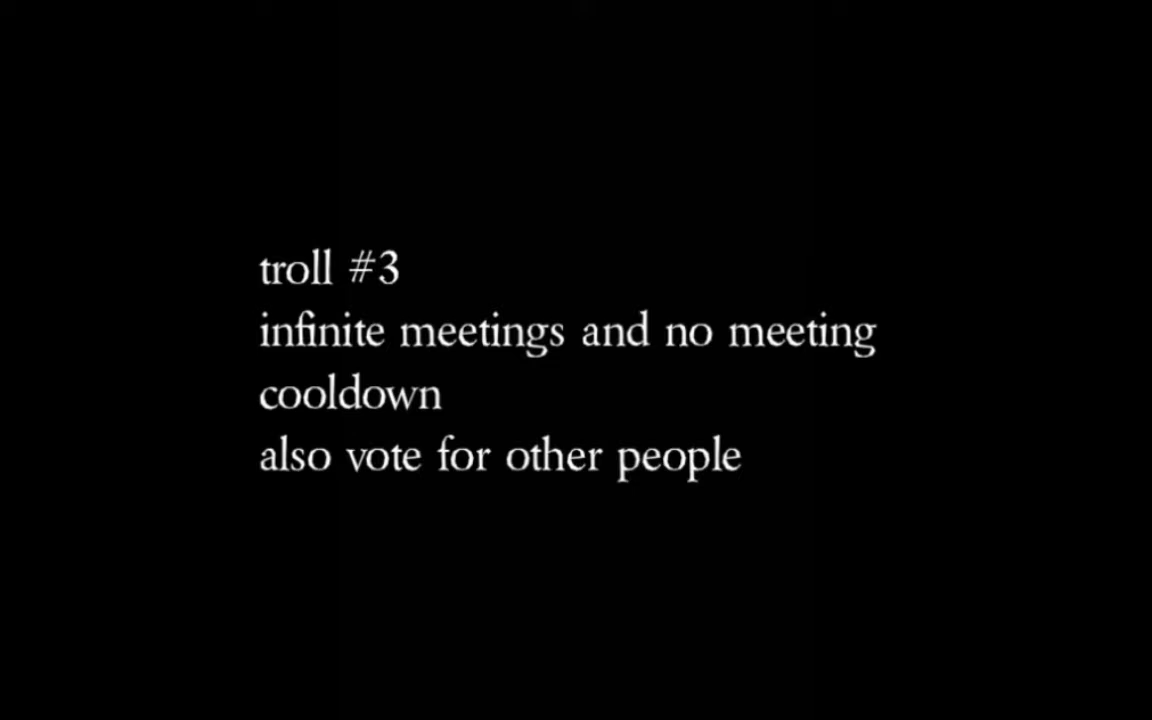 troll #3
infinite meetings and no meeting
cooldown
also vote for other people